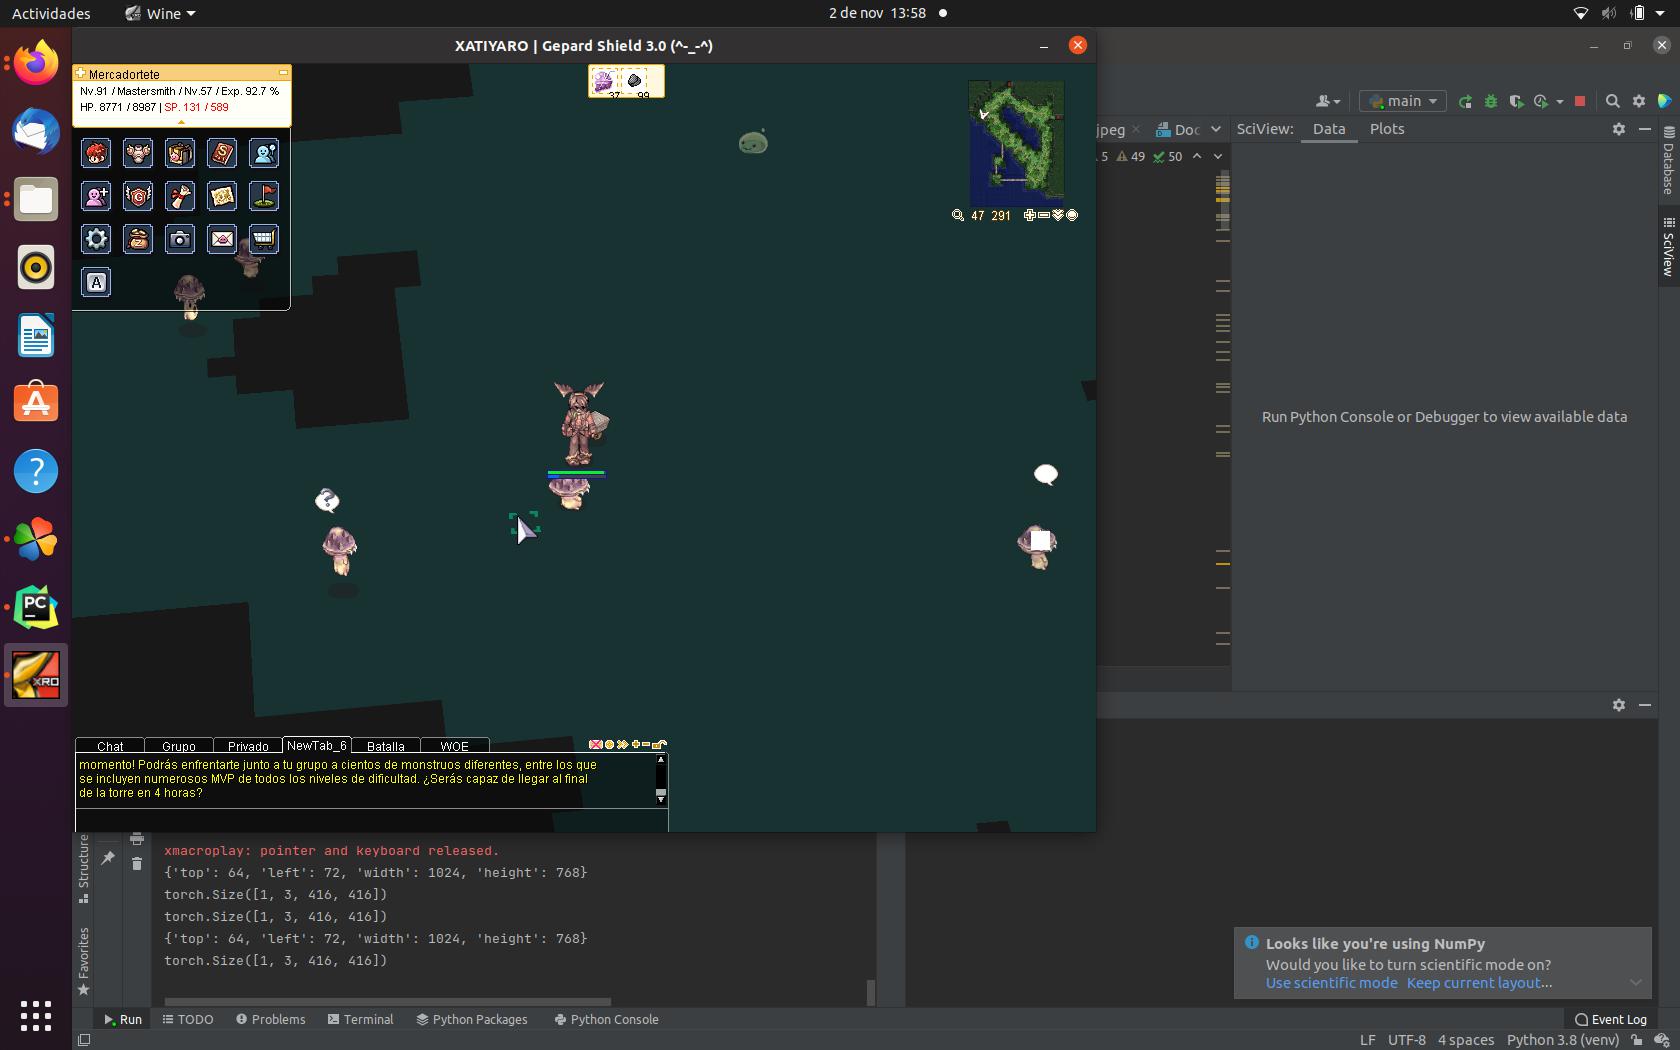 Actividades
Wine
2 de nov 13:58
XATIYARO | Gepard Shield 3.0 (^-_-^)
Mercadortete
Nv.91 / Mastersmith / Nv.57 / Exp. 92.7 %
HP. 8771 / 8987 | SP. 131 / 589
37 99
47 291
A
main
jpeg
Doc
SciView:
Data
Plots
5
49
50
Database
SciView
Run Python Console or Debugger to view available data
PC
XRO
Chat
Grupo
Privado
NewTab_6
Batalla
WOE
momento! Podrás enfrentarte junto a tu grupo a cientos de monstruos diferentes, entre los que
se incluyen numerosos MVP de todos los niveles de dificultad. ¿Serás capaz de llegar al final
de la torre en 4 horas?
Structure
Favorites
xmacroplay: pointer and keyboard released.
{'top': 64, 'left': 72, 'width': 1024, 'height': 768}
torch.Size([1, 3, 416, 416])
torch.Size([1, 3, 416, 416])
{'top': 64, 'left': 72, 'width': 1024, 'height': 768}
torch.Size([1, 3, 416, 416])
Looks like you're using NumPy
Would you like to turn scientific mode on?
Use scientific mode Keep current layout...
Run
TODO
Problems
Terminal
Python Packages
Python Console
Event Log
LF UTF-8 4 spaces Python 3.8 (venv)